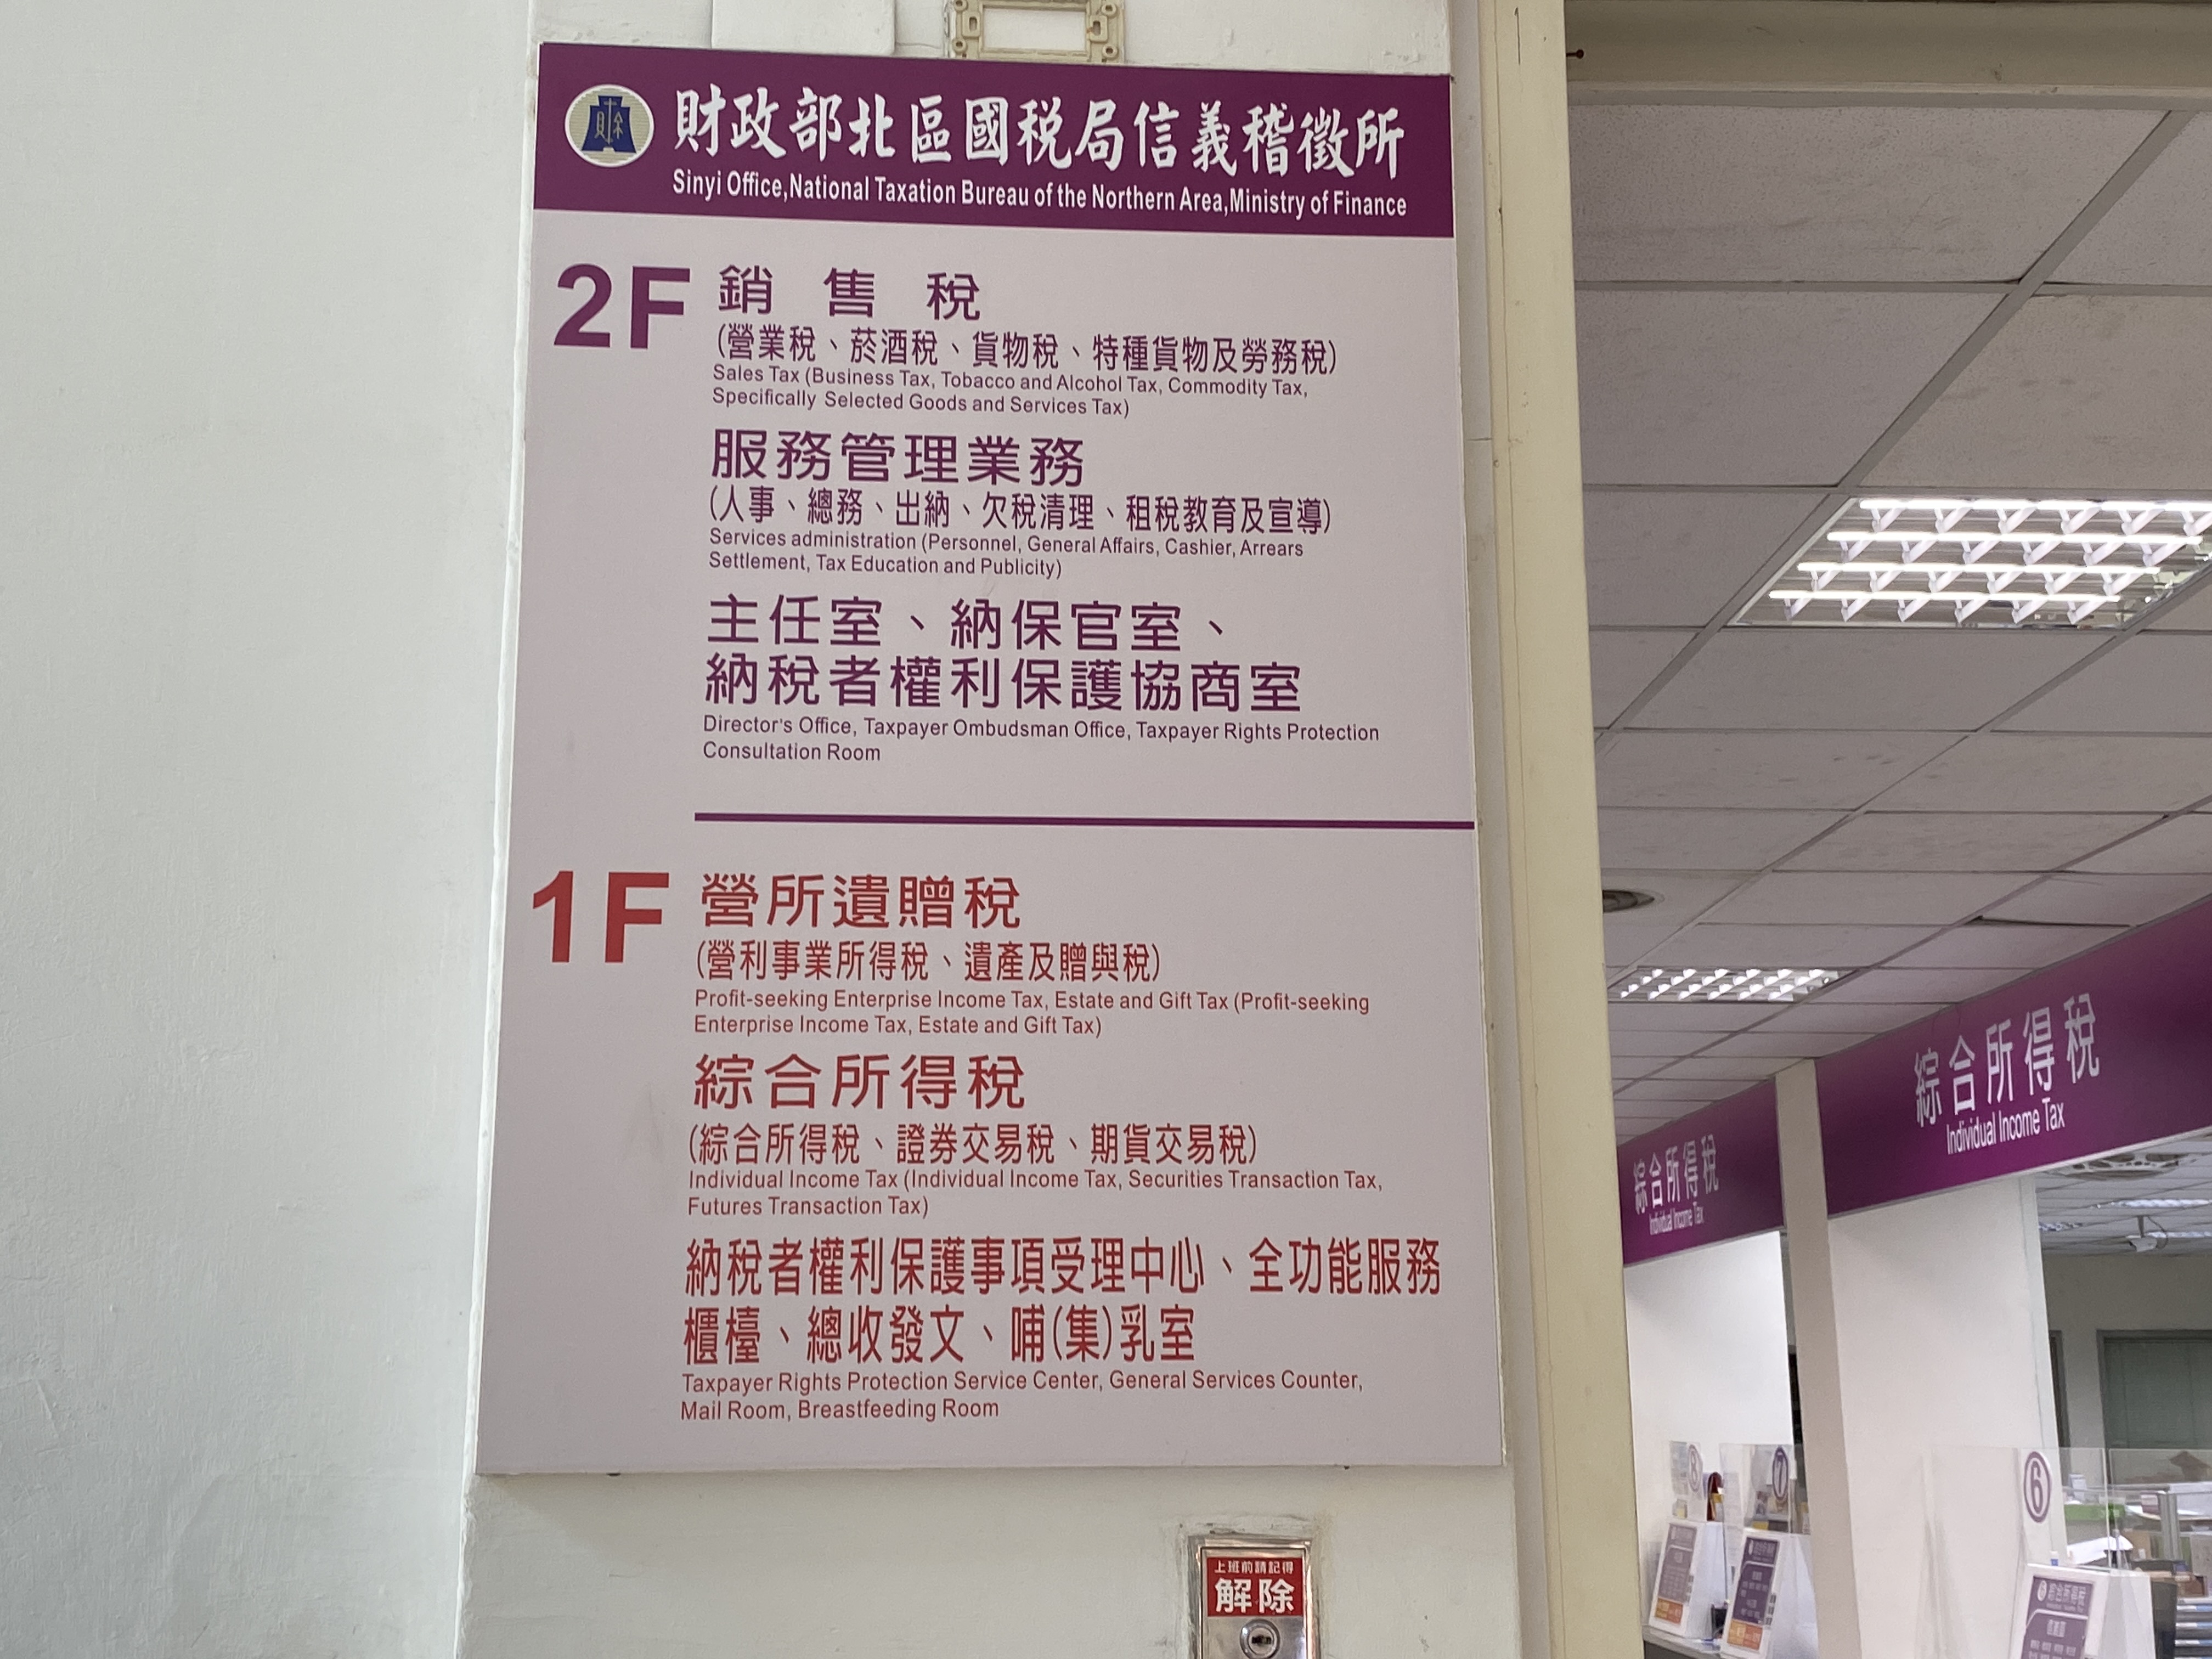 財政部北區國稅局信義稽徵所
Sinyi Office,National Taxation Bureau of the Northern Area,Ministry of Finance
2F
銷售稅
(營業稅、菸酒稅、貨物稅、特種貨物及勞務稅)
Sales Tax (Business Tax, Tobacco and Alcohol Tax, Commodity Tax,
Specifically Selected Goods and Services Tax)
服務管理業務
(人事、總務、出納、欠稅清理、租稅教育及宣導)
Services administration (Personnel, General Affairs, Cashier, Arrears
Settlement, Tax Education and Publicity)
主任室、納保官室、
納稅者權利保護協商室
Director's Office, Taxpayer Ombudsman Office, Taxpayer Rights Protection
Consultation Room
1F
營所遺贈稅
(營利事業所得稅、遺產及贈與稅)
Profit-seeking Enterprise Income Tax, Estate and Gift Tax (Profit-seeking
Enterprise Income Tax, Estate and Gift Tax)
綜合所得稅
(綜合所得稅、證券交易稅、期貨交易稅)
Individual Income Tax (Individual Income Tax, Securities Transaction Tax,
Futures Transaction Tax)
納稅者權利保護事項受理中心、全功能服務
櫃檯、總收發文、哺(集)乳室
Taxpayer Rights Protection Service Center, General Services Counter,
Mail Room, Breastfeeding Room
上班前請記得
解除
綜合所得稅
Individual Income Tax
綜合所得稅
Individual Income Tax
8
7
6
綜合所得稅